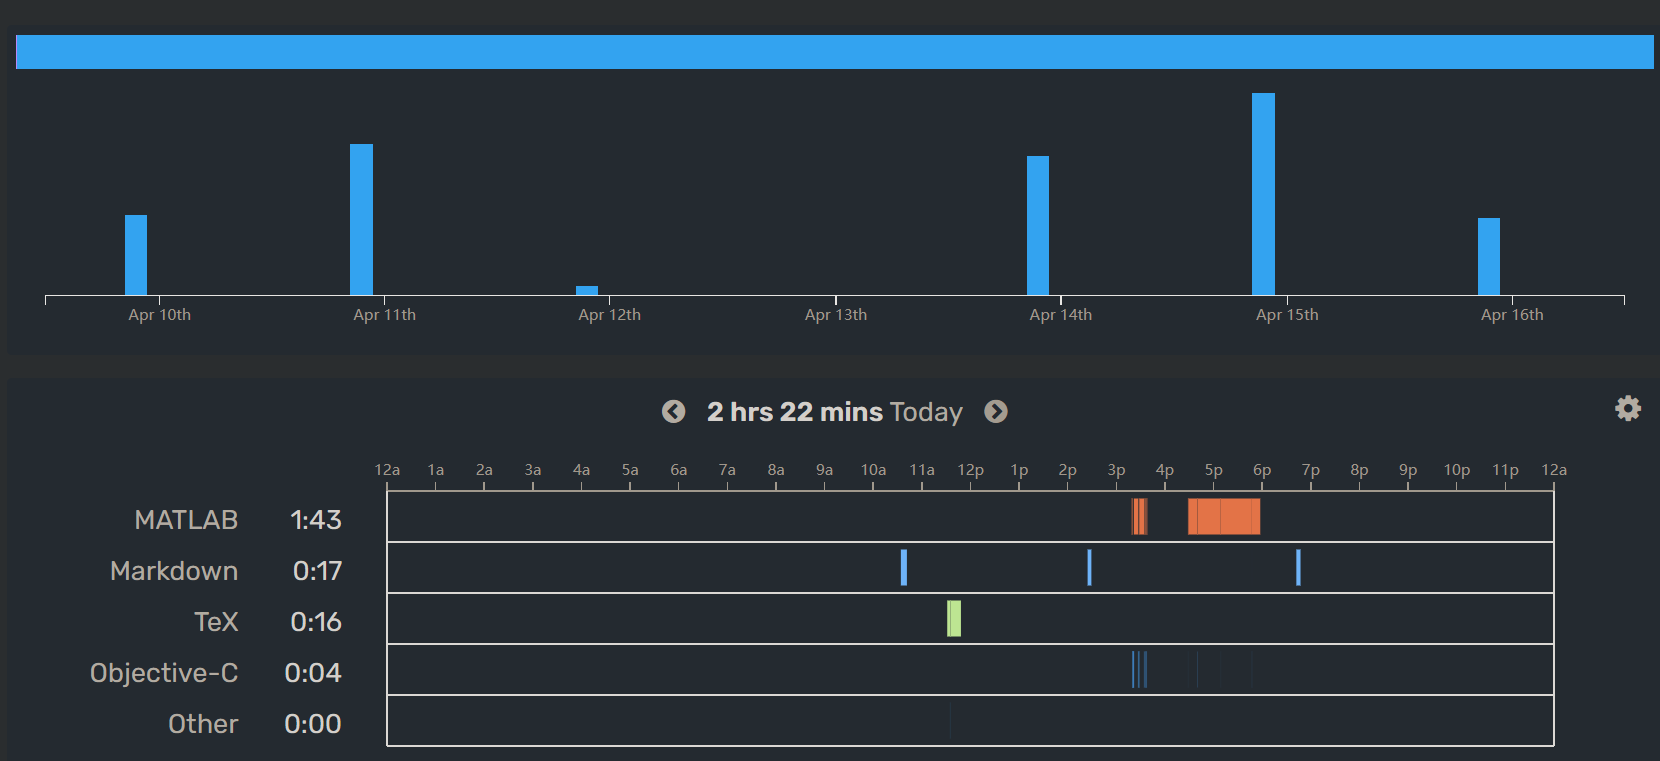 Apr 10th Apr 11th Apr 12th Apr 13th Apr 14th Apr 15th Apr 16th
2 hrs 22 mins Today
12a 1a 2a 3a 4a 5a 6a 7a 8a 9a 10a 11a 12p 1p 2p 3p 4p 5p 6p 7p 8p 9p 10p 11p 12a
MATLAB 1:43
Markdown 0:17
TeX 0:16
Objective-C 0:04
Other 0:00